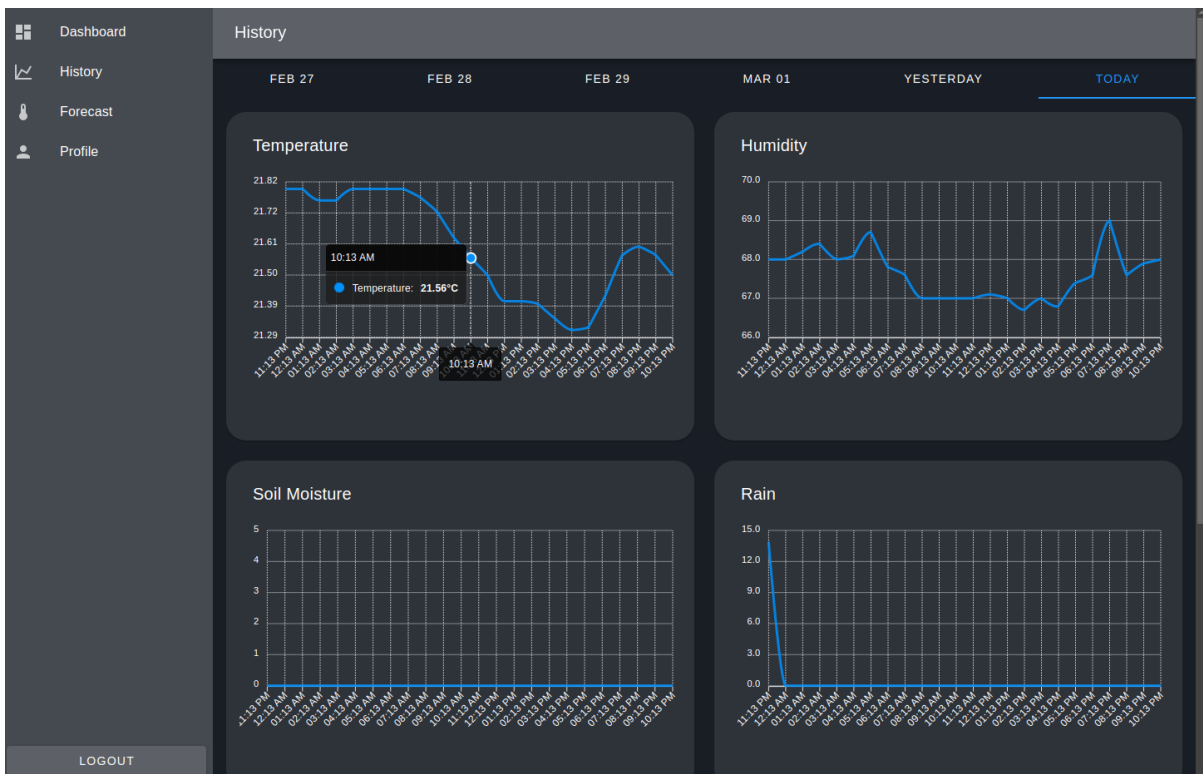 Dashboard
History
Forecast
Profile
LOGOUT
History
FEB 27
FEB 28
FEB 29
MAR 01
YESTERDAY
TODAY
Temperature
21.82
21.72
21.61
21.50
21.39
21.29
10:13 AM
Temperature: 21.56°C
11:13 PM
12:13 AM
01:13 AM
02:13 AM
03:13 AM
04:13 AM
05:13 AM
06:13 AM
07:13 AM
08:13 AM
10:13 AM
01:13 PM
02:13 PM
03:13 PM
04:13 PM
05:13 PM
06:13 PM
07:13 PM
08:13 PM
09:13 PM
10:13 PM
Humidity
70.0
69.0
68.0
67.0
66.0
11:13 PM
12:13 AM
01:13 AM
02:13 AM
03:13 AM
04:13 AM
05:13 AM
06:13 AM
07:13 AM
08:13 AM
09:13 AM
10:13 AM
11:13 AM
12:13 PM
01:13 PM
02:13 PM
03:13 PM
04:13 PM
05:13 PM
06:13 PM
07:13 PM
08:13 PM
09:13 PM
10:13 PM
Soil Moisture
5
4
3
2
1
0
12:13 AM
01:13 AM
02:13 AM
03:13 AM
04:13 AM
05:13 AM
06:13 AM
07:13 AM
08:13 AM
09:13 AM
10:13 AM
11:13 AM
12:13 PM
01:13 PM
02:13 PM
03:13 PM
04:13 PM
05:13 PM
06:13 PM
07:13 PM
08:13 PM
09:13 PM
10:13 PM
Rain
15.0
12.0
9.0
6.0
3.0
0.0
11:13 PM
12:13 AM
01:13 AM
02:13 AM
03:13 AM
04:13 AM
05:13 AM
06:13 AM
07:13 AM
08:13 AM
09:13 AM
10:13 AM
11:13 AM
12:13 PM
01:13 PM
02:13 PM
03:13 PM
04:13 PM
05:13 PM
06:13 PM
07:13 PM
08:13 PM
09:13 PM
10:13 PM